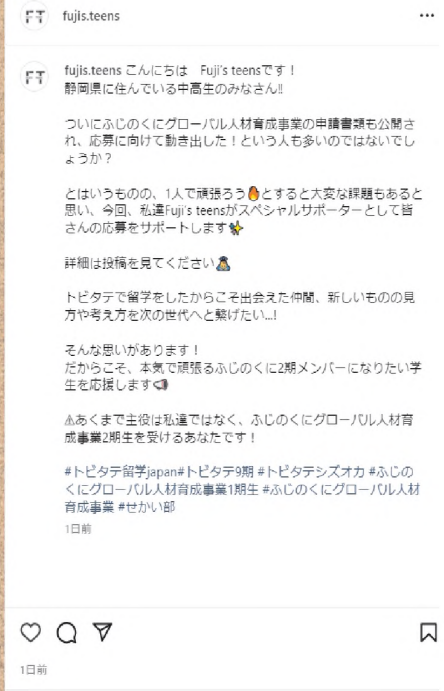 FT fujis.teens
FT fujis.teens こんにちは　Fuji's teensです！
静岡県に住んでいる中高生のみなさん‼
ついにふじのくにグローバル人材育成事業の申請書類も公開さ
れ、応募に向けて動き出した！という人も多いのではないでし
ょうか？
とはいうものの、1人で頑張ろう🔥とすると大変な課題もあると
思い、今回、私達Fuji's teensがスペシャルサポーターとして皆
さんの応募をサポートします✨
詳細は投稿を見てください🙇
トビタテで留学をしたからこそ出会えた仲間、新しいものの見
方や考え方を次の世代へと繋げたい...!
そんな思いがあります！
だからこそ、本気で頑張るふじのくに2期メンバーになりたい学
生を応援します📣
⚠あくまで主役は私達ではなく、ふじのくにグローバル人材育
成事業2期生を受けるあなたです！
#トビタテ留学japan#トビタテ9期 #トビタテシズオカ #ふじの
くにグローバル人材育成事業1期生 #ふじのくにグローバル人材
育成事業 #せかい部
1日前
1日前